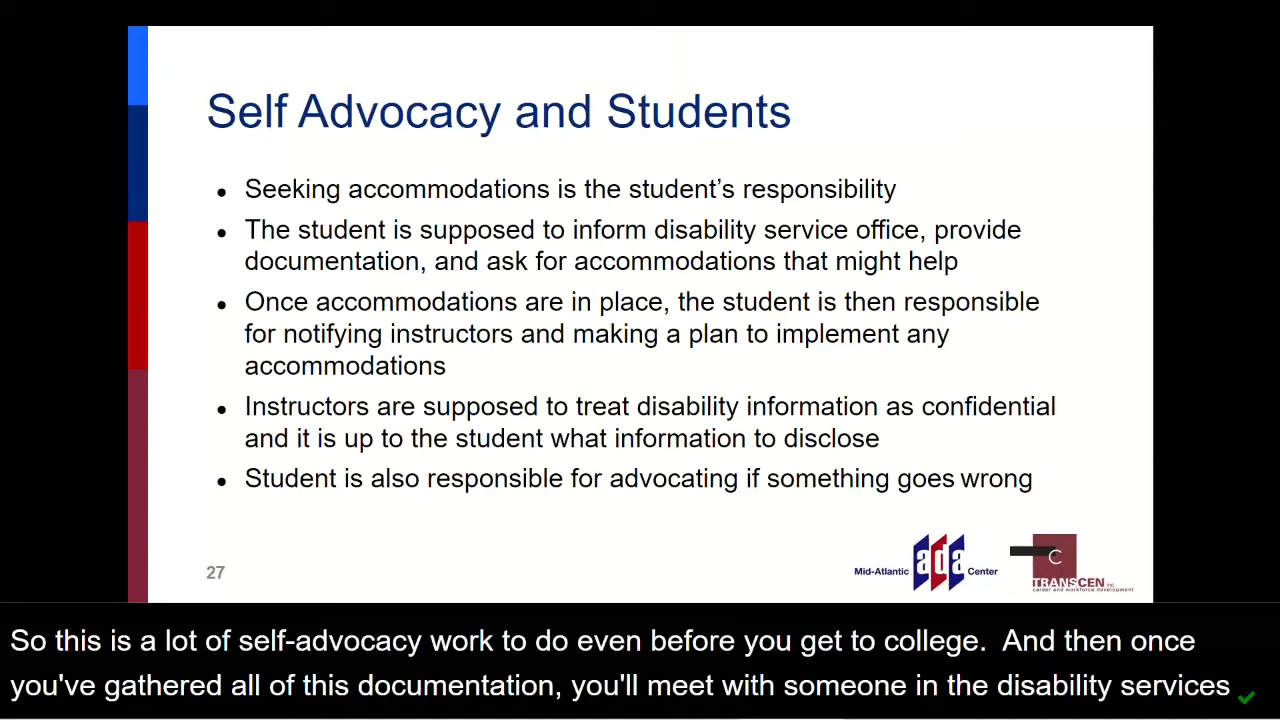 Self Advocacy and Students
• Seeking accommodations is the student’s responsibility
• The student is supposed to inform disability service office, provide
documentation, and ask for accommodations that might help
• Once accommodations are in place, the student is then responsible
for notifying instructors and making a plan to implement any
accommodations
• Instructors are supposed to treat disability information as confidential
and it is up to the student what information to disclose
• Student is also responsible for advocating if something goes wrong
27
Mid-Atlantic ada Center
C
TRANSCEN inc.
career and workforce development
So this is a lot of self-advocacy work to do even before you get to college.  And then once
you've gathered all of this documentation, you'll meet with someone in the disability services